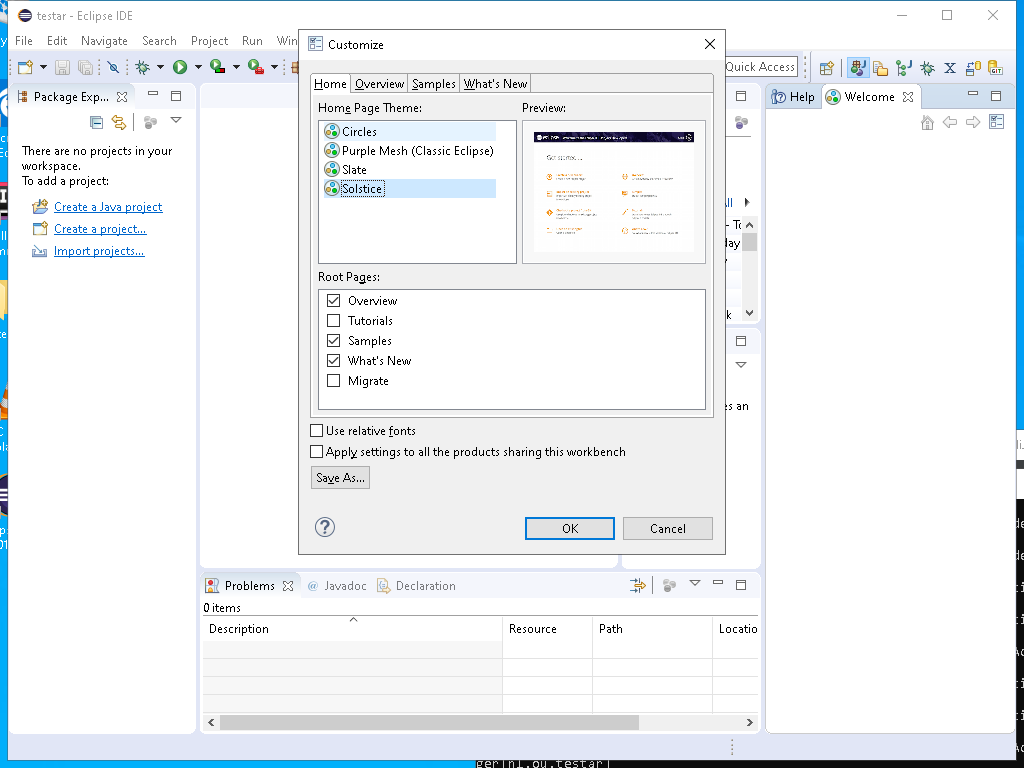 testar - Eclipse IDE
File Edit Navigate Search Project Run Win
Quick Access
Package Exp...
There are no projects in your
workspace.
To add a project:
Create a Java project
Create a project...
Import projects...
Customize
Home Overview Samples What's New
Home Page Theme:
Circles
Purple Mesh (Classic Eclipse)
Slate
Solstice
Preview:
Root Pages:
Overview
Tutorials
Samples
What's New
Migrate
Use relative fonts
Apply settings to all the products sharing this workbench
Save As...
OK Cancel
Help Welcome
Problems Javadoc Declaration
0 items
Description Resource Path Locatio